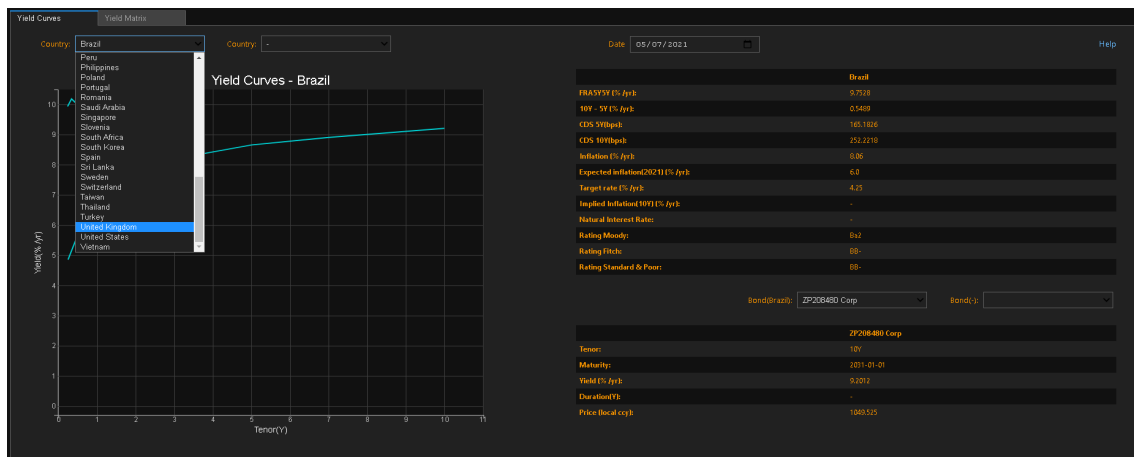 Yield Curves Yield Matrix
Country: Brazil Country: - Date 05/07/2021 Help
Peru
Philippines
Poland
Portugal
Romania
Saudi Arabia
Singapore
Slovenia
South Africa
South Korea
Spain
Sri Lanka
Sweden
Switzerland
Taiwan
Thailand
Turkey
United Kingdom
United States
Vietnam
Yield Curves - Brazil
Yield(% /yr)
10
9
8
7
6
5
4
3
2
1
0
0 1 2 3 4 5 6 7 8 9 10 11
Tenor(Y)
Brazil
FRA5Y5Y (% /yr): 9.7528
10Y - 5Y (% /yr): 0.5489
CDS 5Y(bps): 165.1826
CDS 10Y(bps): 252.2218
Inflation (% /yr): 8.06
Expected inflation(2021) (% /yr): 6.0
Target rate (% /yr): 4.25
Implied Inflation(10Y) (% /yr): -
Natural Interest Rate: -
Rating Moody: Ba2
Rating Fitch: BB-
Rating Standard & Poor: BB-
Bond(Brazil): ZP208480 Corp Bond(-):
ZP208480 Corp
Tenor: 10Y
Maturity: 2031-01-01
Yield (% /yr): 9.2012
Duration(Y): -
Price (local ccy): 1049.525